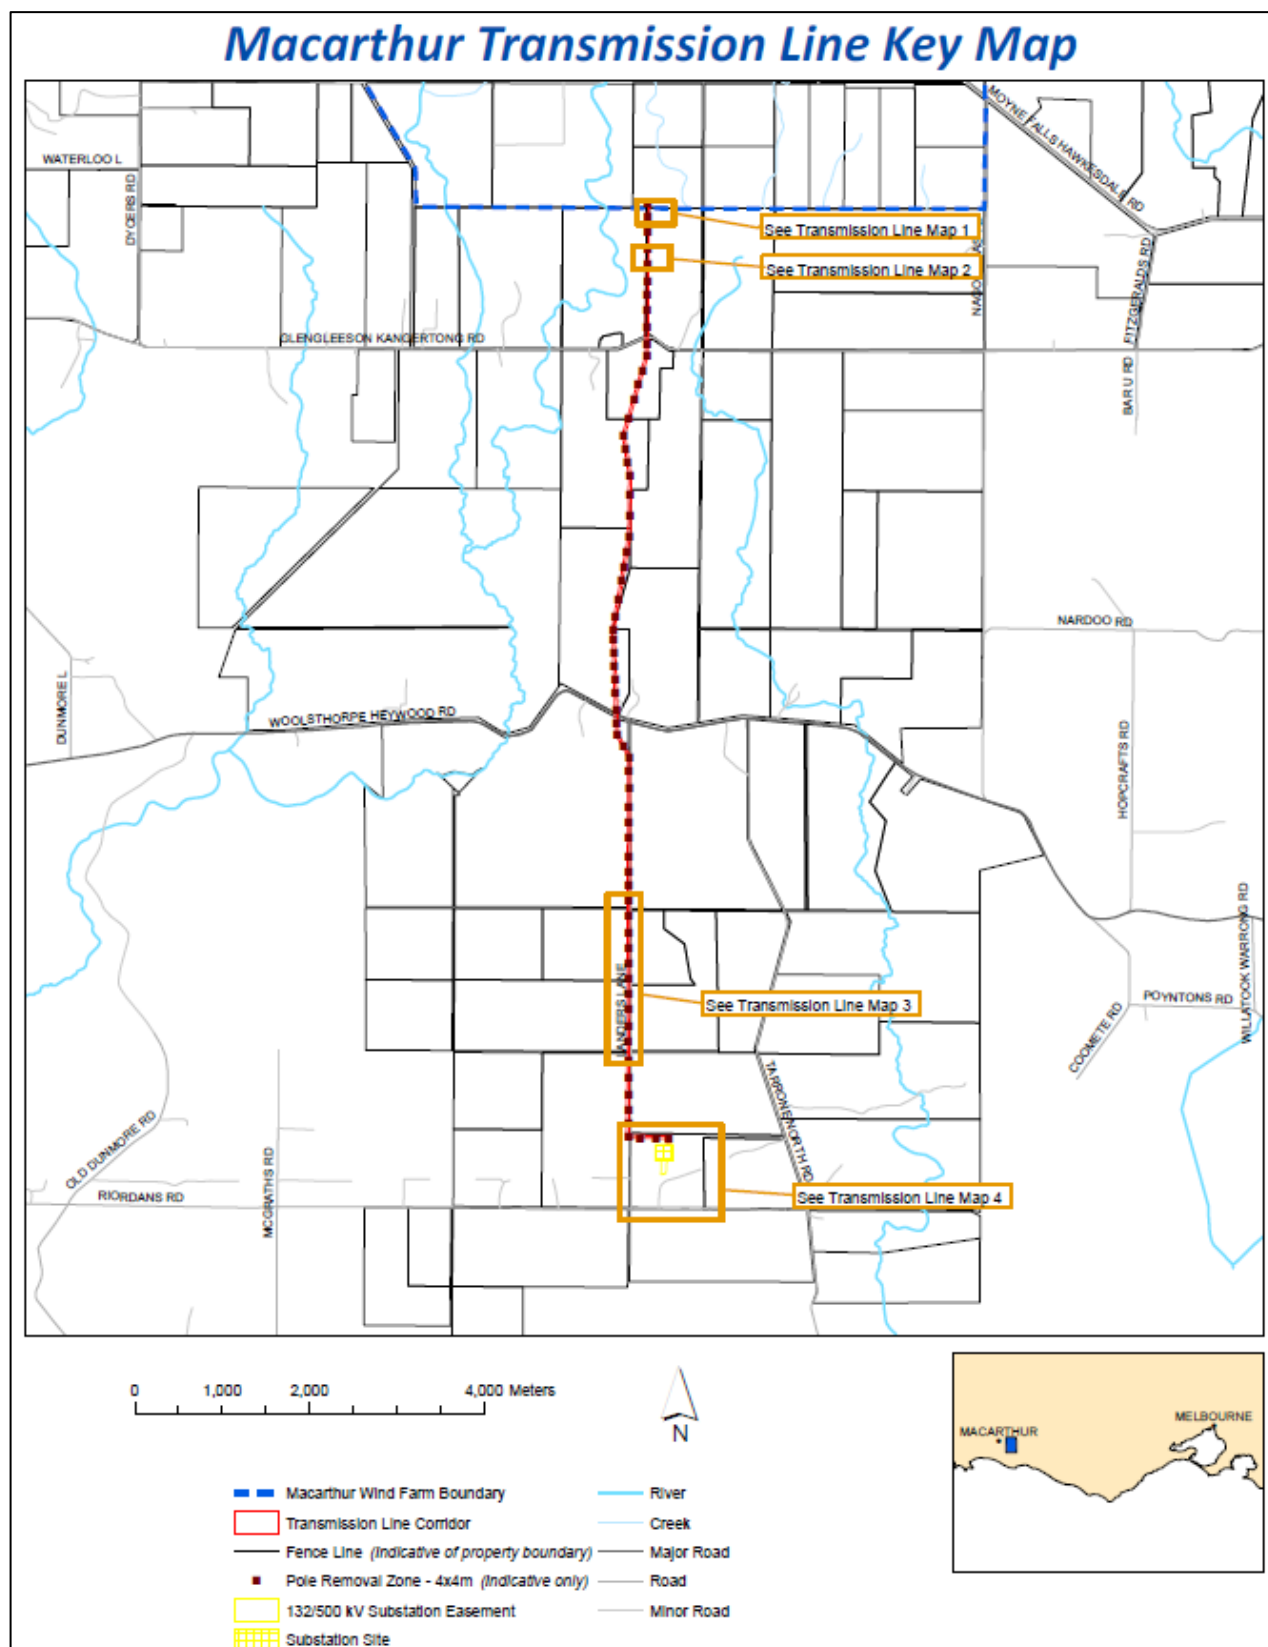 Macarthur Transmission Line Key Map
MOYNE FALLS HAWKESDALE RD
WATERLOO L
DYCERS RD
See Transmission Line Map 1
See Transmission Line Map 2
FITZGERALDS RD
GLENGLEESON KANGERTONG RD
BAR U RD
NARDOO RD
DUNMORE L
WOOLSTHORPE HEYWOOD RD
HOPCRAFTS RD
WILLATOOK WARRONG RD
LANDERS LANE
See Transmission Line Map 3
POYNTONS RD
COOMETE RD
TARRONE NORTH RD
OLD DUNMORE RD
MCGRATHS RD
RIORDANS RD
See Transmission Line Map 4
0 1,000 2,000 4,000 Meters
N
MELBOURNE
MACARTHUR
Macarthur Wind Farm Boundary
Transmission Line Corridor
Fence Line (Indicative of property boundary)
Pole Removal Zone - 4x4m (Indicative only)
132/500 kV Substation Easement
Substation Site
River
Creek
Major Road
Road
Minor Road